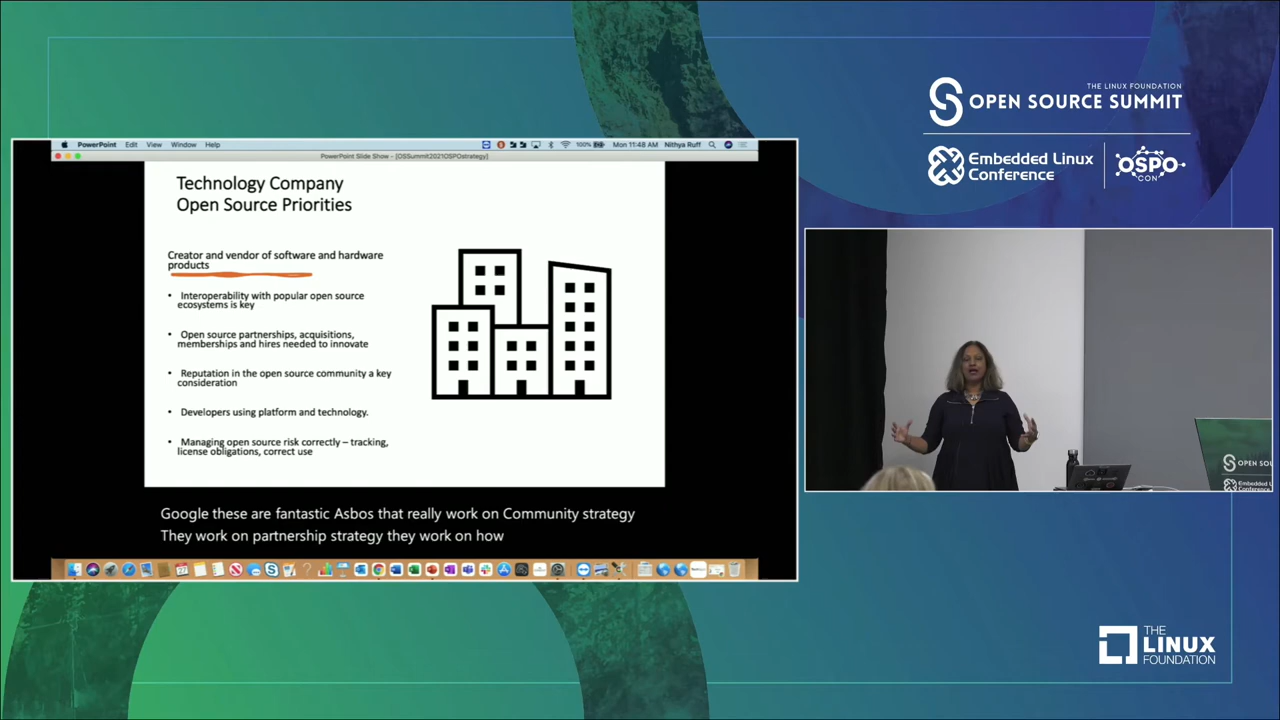 THE LINUX FOUNDATION
OPEN SOURCE SUMMIT
Embedded Linux
Conference
OSPO
CON
PowerPoint Edit View Window Help
100% Mon 11:48 AM Nithya Ruff
PowerPoint Slide Show - [OSSummit2021OSPOstrategy]
Technology Company
Open Source Priorities
Creator and vendor of software and hardware
products
• Interoperability with popular open source
ecosystems is key
• Open source partnerships, acquisitions,
memberships and hires needed to innovate
• Reputation in the open source community a key
consideration
• Developers using platform and technology.
• Managing open source risk correctly – tracking,
license obligations, correct use
Google these are fantastic Asbos that really work on Community strategy
They work on partnership strategy they work on how
OPEN SOU
Embedded L
Conference
THE
LINUX
FOUNDATION